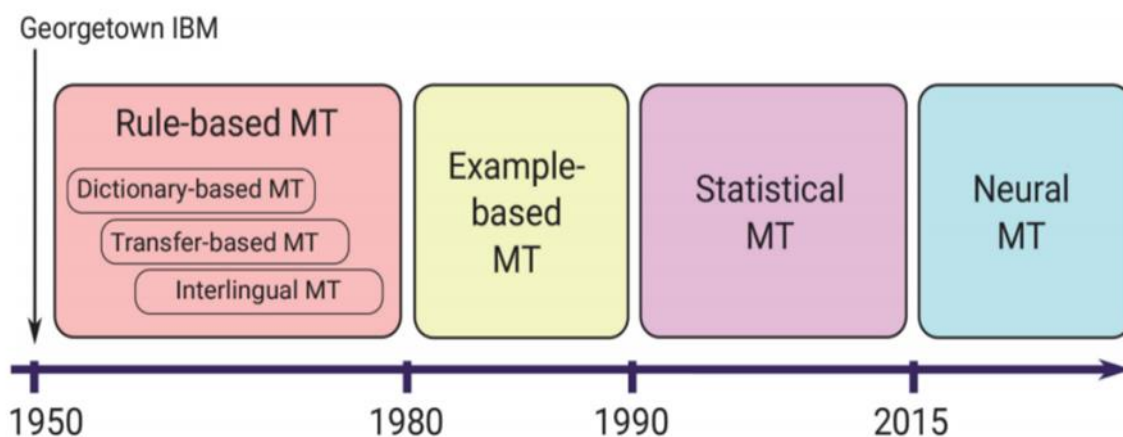 Georgetown IBM
Rule-based MT
Dictionary-based MT
Transfer-based MT
Interlingual MT
Example-
based
MT
Statistical
MT
Neural
MT
1950
1980
1990
2015